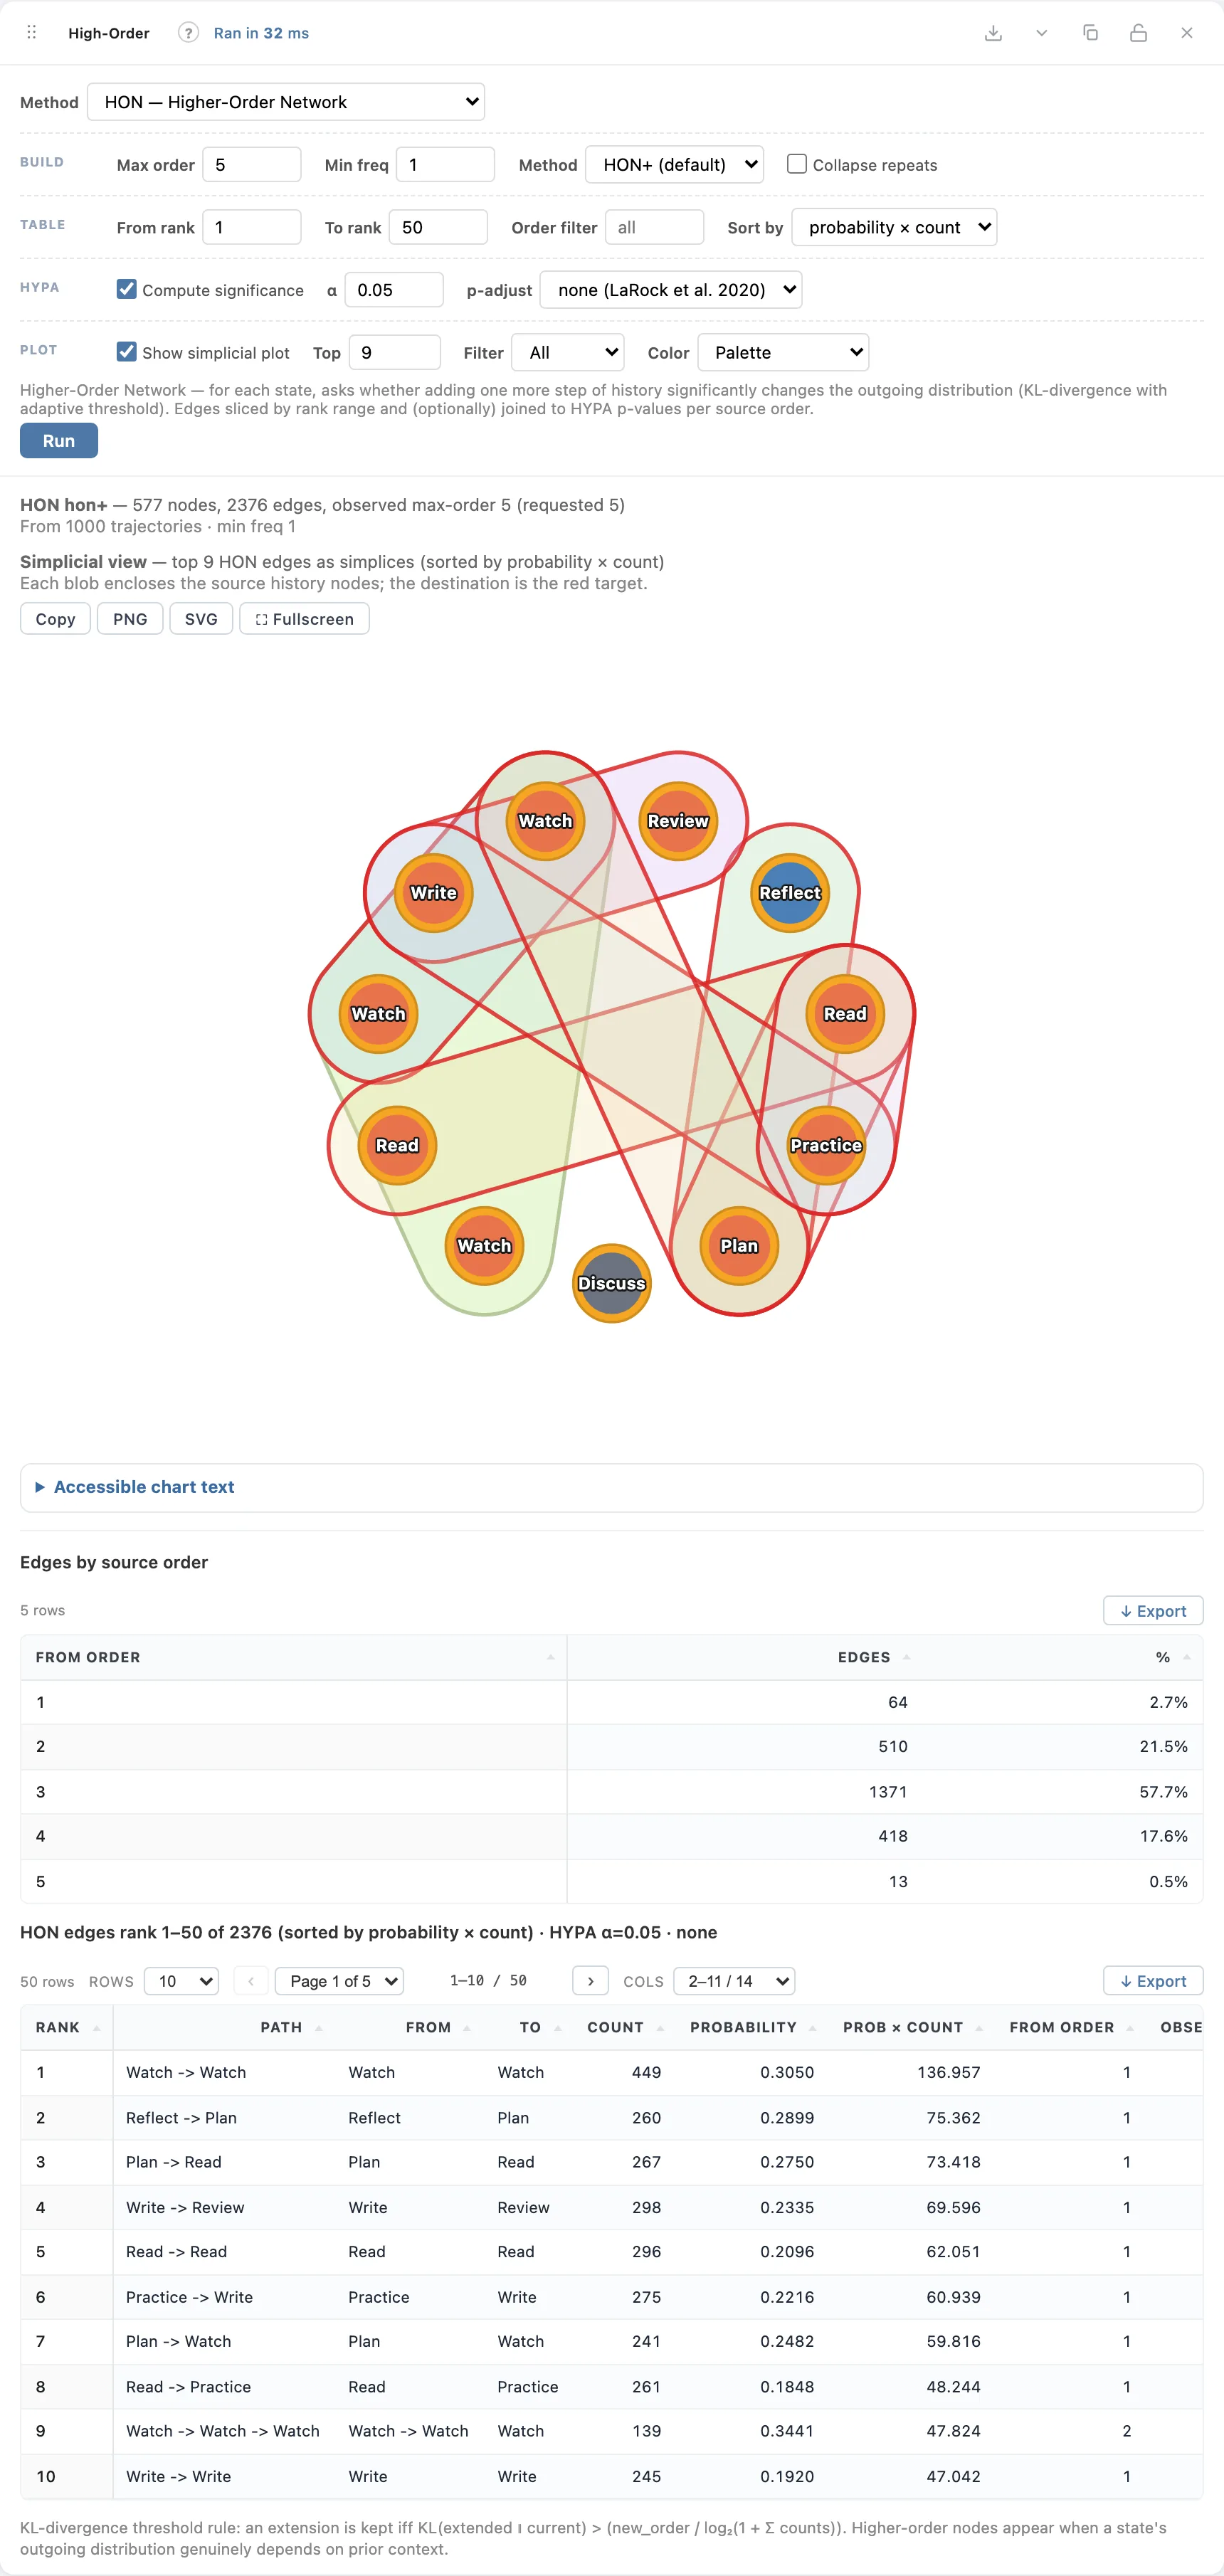 High-Order ? Ran in 32 ms
Method HON — Higher-Order Network
BUILD Max order 5 Min freq 1 Method HON+ (default) Collapse repeats
TABLE From rank 1 To rank 50 Order filter all Sort by probability × count
HYPA Compute significance α 0.05 p-adjust none (LaRock et al. 2020)
PLOT Show simplicial plot Top 9 Filter All Color Palette
Higher-Order Network — for each state, asks whether adding one more step of history significantly changes the outgoing distribution (KL-divergence with
adaptive threshold). Edges sliced by rank range and (optionally) joined to HYPA p-values per source order.
Run
HON hon+ — 577 nodes, 2376 edges, observed max-order 5 (requested 5)
From 1000 trajectories · min freq 1
Simplicial view — top 9 HON edges as simplices (sorted by probability × count)
Each blob encloses the source history nodes; the destination is the red target.
Copy PNG SVG Fullscreen
Watch Review
Write Reflect
Watch Read
Read Practice
Watch Plan
Discuss
Accessible chart text
Edges by source order
5 rows ↓ Export
FROM ORDER EDGES %
1 64 2.7%
2 510 21.5%
3 1371 57.7%
4 418 17.6%
5 13 0.5%
HON edges rank 1–50 of 2376 (sorted by probability × count) · HYPA α=0.05 · none
50 rows ROWS 10 ‹ Page 1 of 5 1–10 / 50 › COLS 2–11 / 14 ↓ Export
RANK PATH FROM TO COUNT PROBABILITY PROB × COUNT FROM ORDER OBSE
1 Watch -> Watch Watch Watch 449 0.3050 136.957 1
2 Reflect -> Plan Reflect Plan 260 0.2899 75.362 1
3 Plan -> Read Plan Read 267 0.2750 73.418 1
4 Write -> Review Write Review 298 0.2335 69.596 1
5 Read -> Read Read Read 296 0.2096 62.051 1
6 Practice -> Write Practice Write 275 0.2216 60.939 1
7 Plan -> Watch Plan Watch 241 0.2482 59.816 1
8 Read -> Practice Read Practice 261 0.1848 48.244 1
9 Watch -> Watch -> Watch Watch -> Watch Watch 139 0.3441 47.824 2
10 Write -> Write Write Write 245 0.1920 47.042 1
KL-divergence threshold rule: an extension is kept iff KL(extended ‖ current) > (new_order / log₂(1 + Σ counts)). Higher-order nodes appear when a state's
outgoing distribution genuinely depends on prior context.